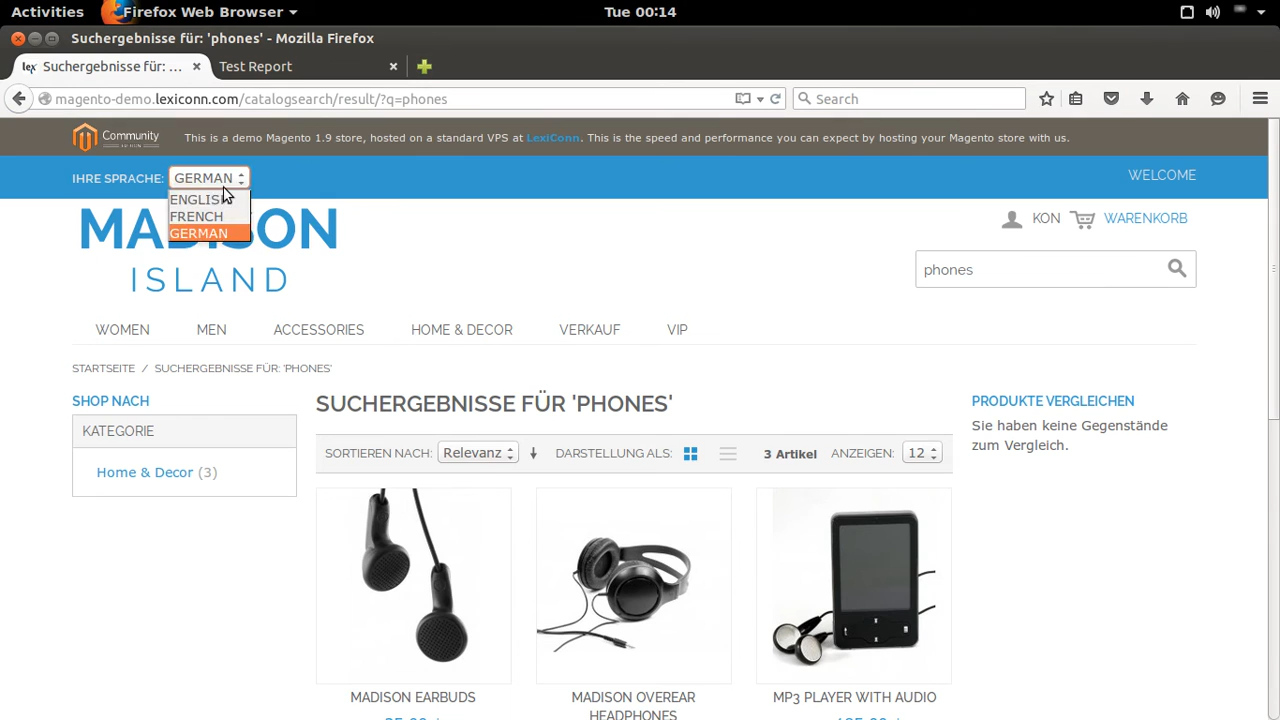 Activities Firefox Web Browser Tue 00:14
Suchergebnisse für: 'phones' - Mozilla Firefox
lex Suchergebnisse für: ... Test Report
magento-demo.lexiconn.com/catalogsearch/result/?q=phones Search
Community This is a demo Magento 1.9 store, hosted on a standard VPS at LexiConn. This is the speed and performance you can expect by hosting your Magento store with us.
IHRE SPRACHE: GERMAN WELCOME
ENGLISH
FRENCH
GERMAN
MADISON
ISLAND
KON WARENKORB
phones
WOMEN MEN ACCESSORIES HOME & DECOR VERKAUF VIP
STARTSEITE / SUCHERGEBNISSE FÜR: 'PHONES'
SHOP NACH
KATEGORIE
Home & Decor (3)
SUCHERGEBNISSE FÜR 'PHONES'
SORTIEREN NACH: Relevanz DARSTELLUNG ALS: 3 Artikel ANZEIGEN: 12
PRODUKTE VERGLEICHEN
Sie haben keine Gegenstände
zum Vergleich.
MADISON EARBUDS
MADISON OVEREAR
HEADPHONES
MP3 PLAYER WITH AUDIO